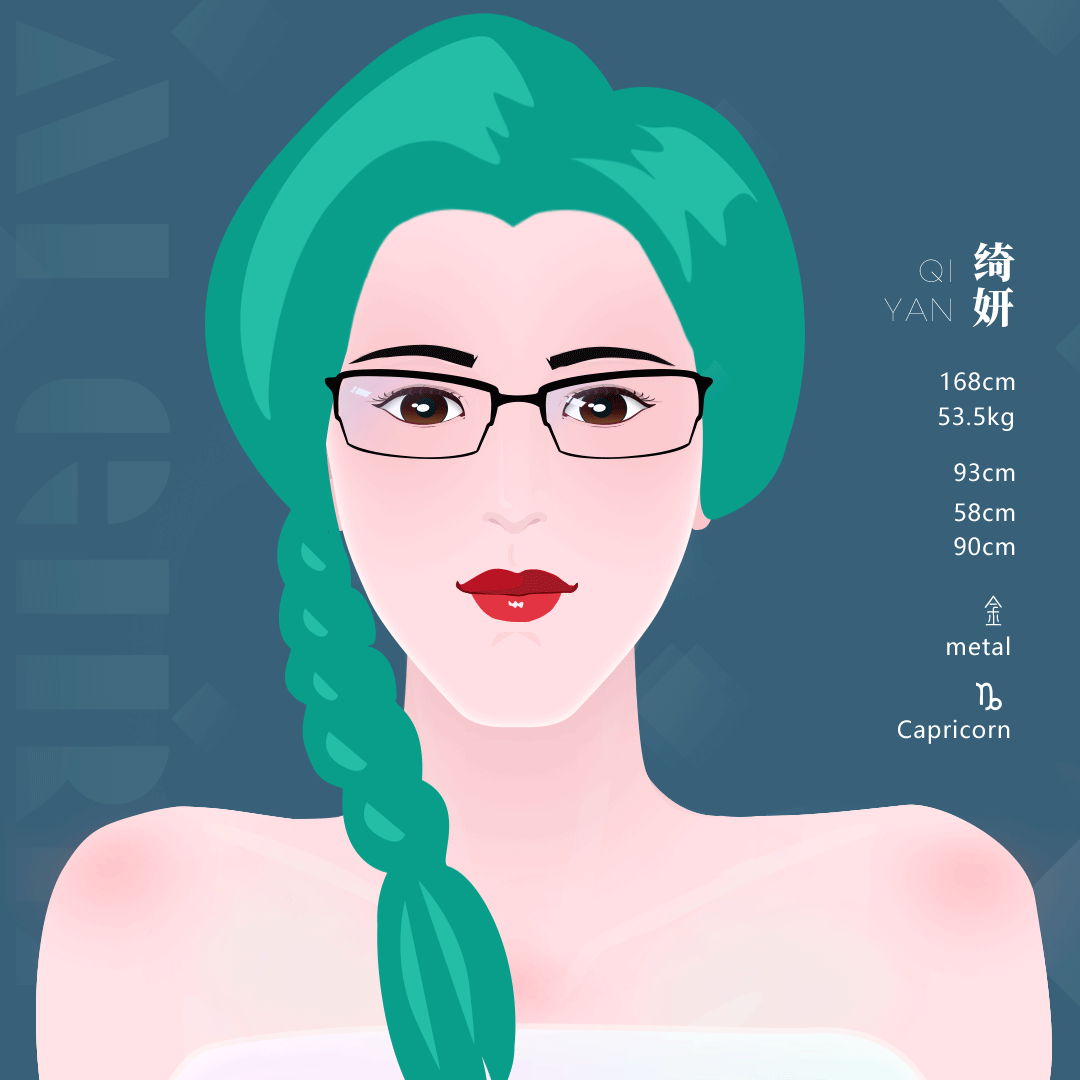 QI 绮
YAN 妍
168cm
53.5kg
93cm
58cm
90cm
金
metal
♑
Capricorn